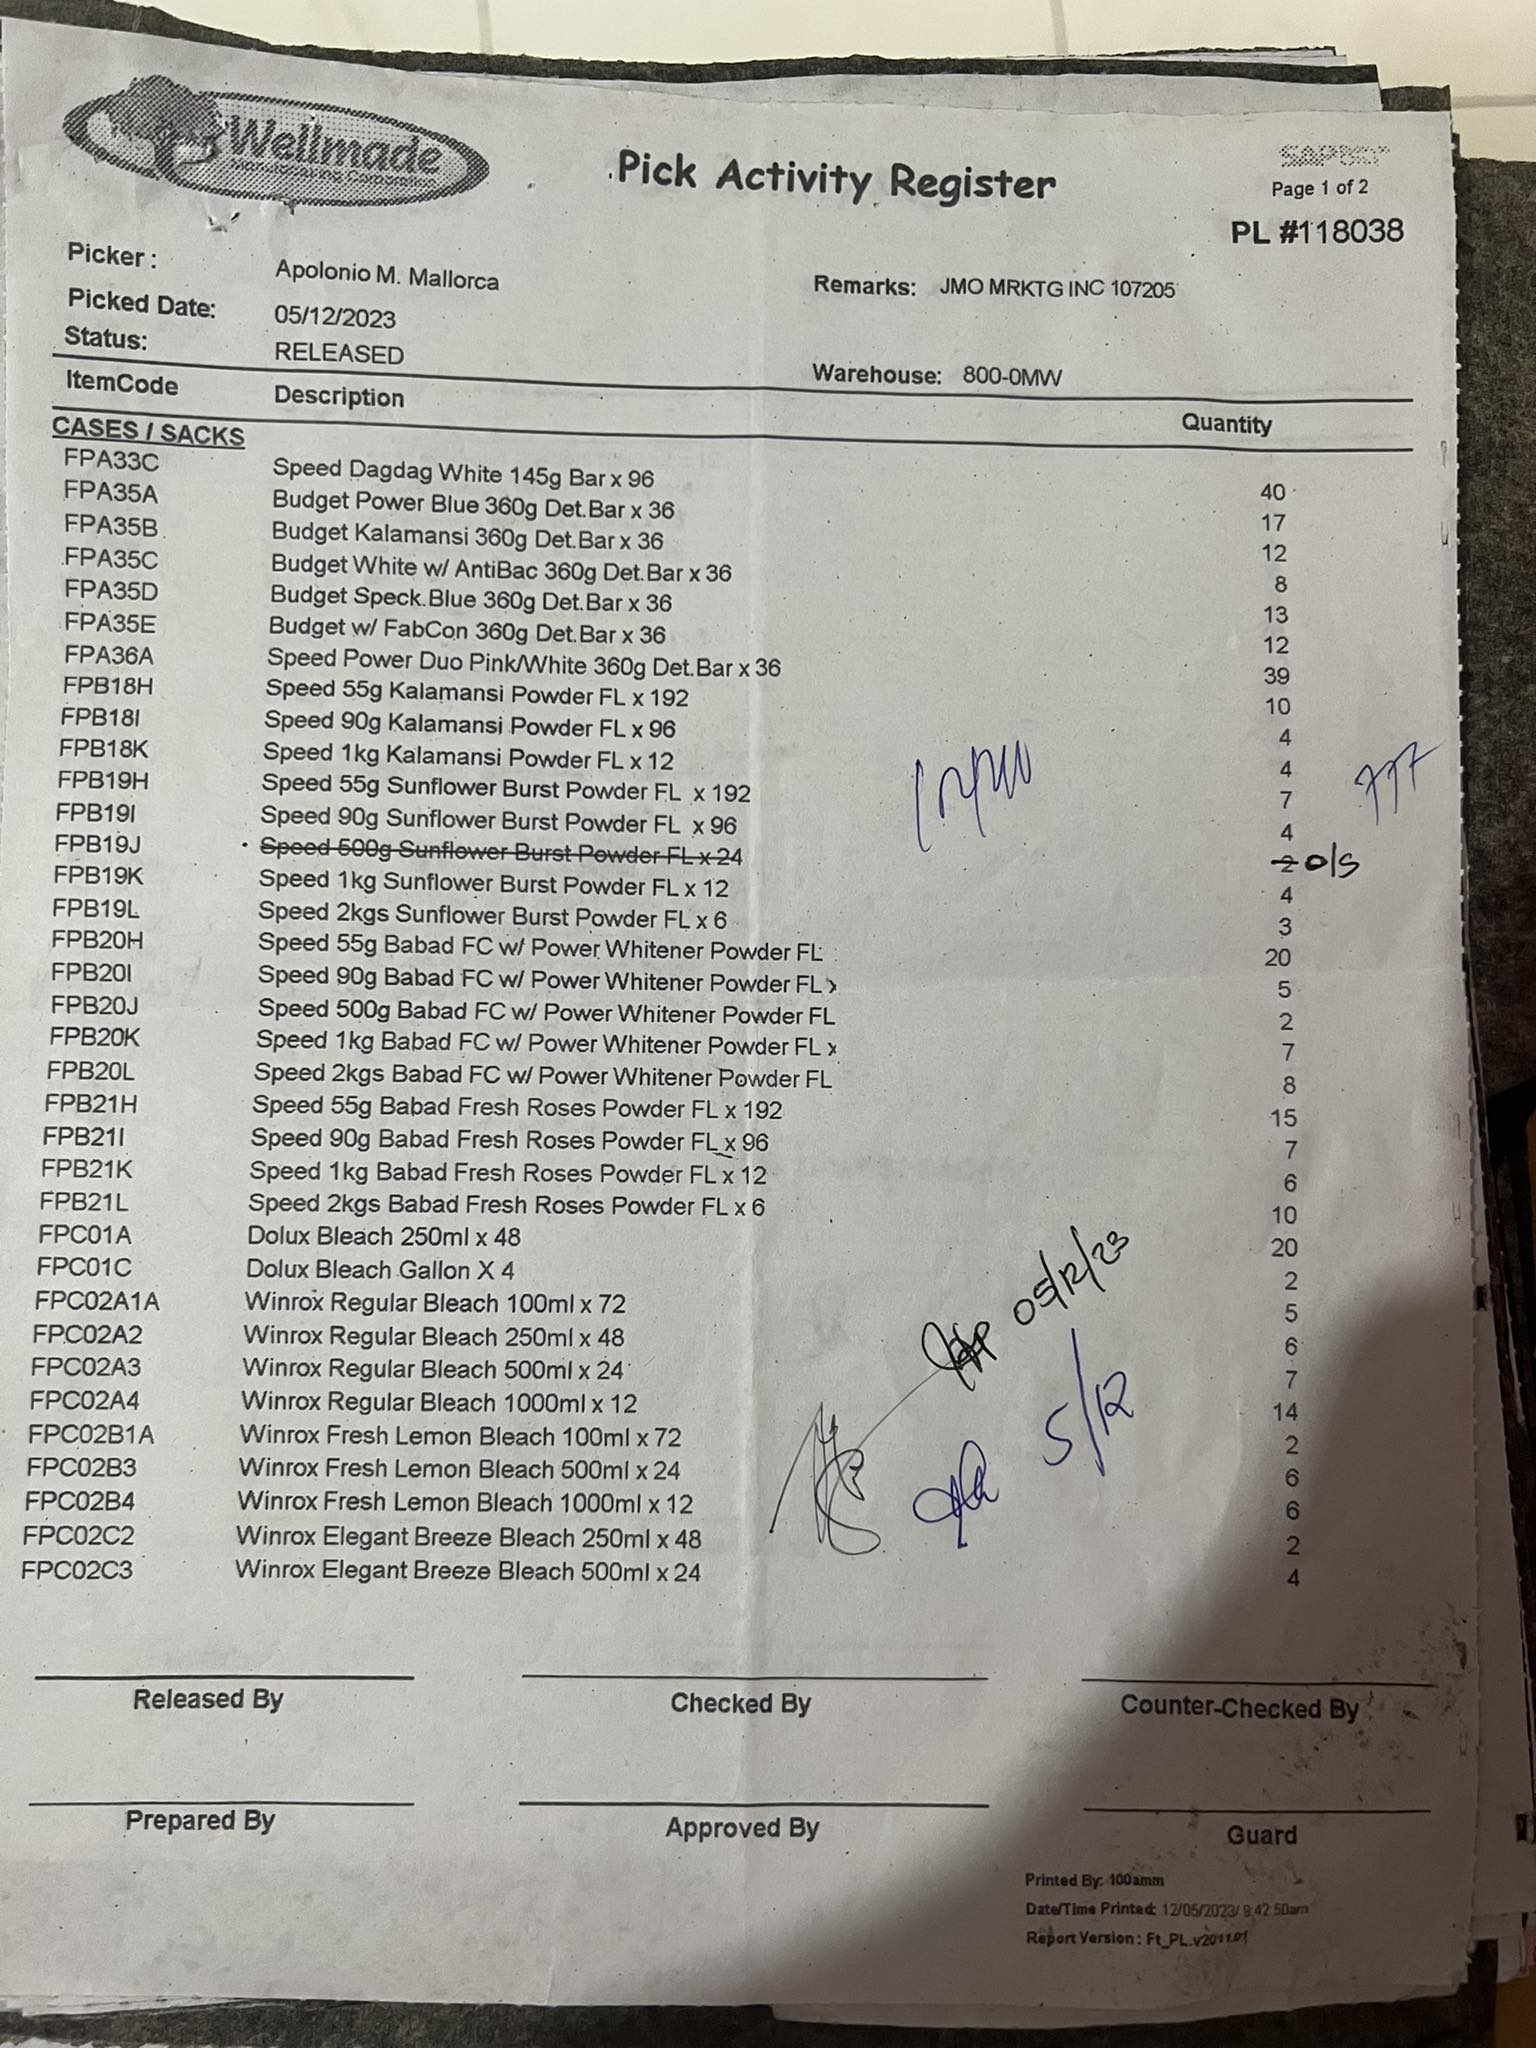 Wellmade
Manufacturing Corporation
Pick Activity Register
Page 1 of 2
PL #118038
Picker : Apolonio M. Mallorca
Remarks: JMO MRKTG INC 107205
Picked Date: 05/12/2023
Status: RELEASED
Warehouse: 800-0MW
ItemCode Description Quantity
CASES / SACKS
FPA33C Speed Dagdag White 145g Bar x 96 40
FPA35A Budget Power Blue 360g Det.Bar x 36 17
FPA35B Budget Kalamansi 360g Det.Bar x 36 12
FPA35C Budget White w/ AntiBac 360g Det.Bar x 36 8
FPA35D Budget Speck.Blue 360g Det.Bar x 36 13
FPA35E Budget w/ FabCon 360g Det.Bar x 36 12
FPA36A Speed Power Duo Pink/White 360g Det.Bar x 36 39
FPB18H Speed 55g Kalamansi Powder FL x 192 10
FPB18I Speed 90g Kalamansi Powder FL x 96 4
FPB18K Speed 1kg Kalamansi Powder FL x 12 4
FPB19H Speed 55g Sunflower Burst Powder FL x 192 7
FPB19I Speed 90g Sunflower Burst Powder FL x 96 4
FPB19J Speed 500g Sunflower Burst Powder FL x 24 2 O/S
FPB19K Speed 1kg Sunflower Burst Powder FL x 12 4
FPB19L Speed 2kgs Sunflower Burst Powder FL x 6 3
FPB20H Speed 55g Babad FC w/ Power Whitener Powder FL 20
FPB20I Speed 90g Babad FC w/ Power Whitener Powder FL x 5
FPB20J Speed 500g Babad FC w/ Power Whitener Powder FL 2
FPB20K Speed 1kg Babad FC w/ Power Whitener Powder FL x 7
FPB20L Speed 2kgs Babad FC w/ Power Whitener Powder FL 8
FPB21H Speed 55g Babad Fresh Roses Powder FL x 192 15
FPB21I Speed 90g Babad Fresh Roses Powder FL x 96 7
FPB21K Speed 1kg Babad Fresh Roses Powder FL x 12 6
FPB21L Speed 2kgs Babad Fresh Roses Powder FL x 6 10
FPC01A Dolux Bleach 250ml x 48 20
FPC01C Dolux Bleach Gallon X 4 2
FPC02A1A Winrox Regular Bleach 100ml x 72 5
FPC02A2 Winrox Regular Bleach 250ml x 48 6
FPC02A3 Winrox Regular Bleach 500ml x 24 7
FPC02A4 Winrox Regular Bleach 1000ml x 12 14
FPC02B1A Winrox Fresh Lemon Bleach 100ml x 72 2
FPC02B3 Winrox Fresh Lemon Bleach 500ml x 24 6
FPC02B4 Winrox Fresh Lemon Bleach 1000ml x 12 6
FPC02C2 Winrox Elegant Breeze Bleach 250ml x 48 2
FPC02C3 Winrox Elegant Breeze Bleach 500ml x 24 4
05/12/23
5/12
Released By Checked By Counter-Checked By
Prepared By Approved By Guard
Printed By: 100amm
Date/Time Printed: 12/05/2023/ 9:42:50am
Report Version : Ft_PL.v2011.01